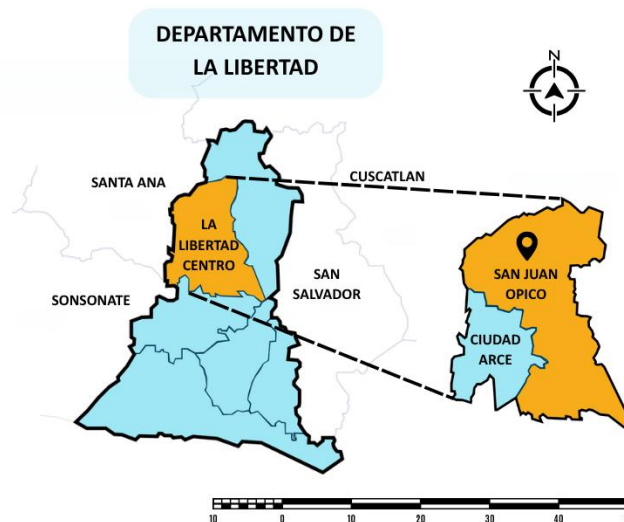 DEPARTAMENTO DE
LA LIBERTAD
N
SANTA ANA
CUSCATLAN
LA
LIBERTAD
CENTRO
SAN JUAN
OPICO
SAN
SALVADOR
SONSONATE
CIUDAD
ARCE
10 0 10 20 30 40